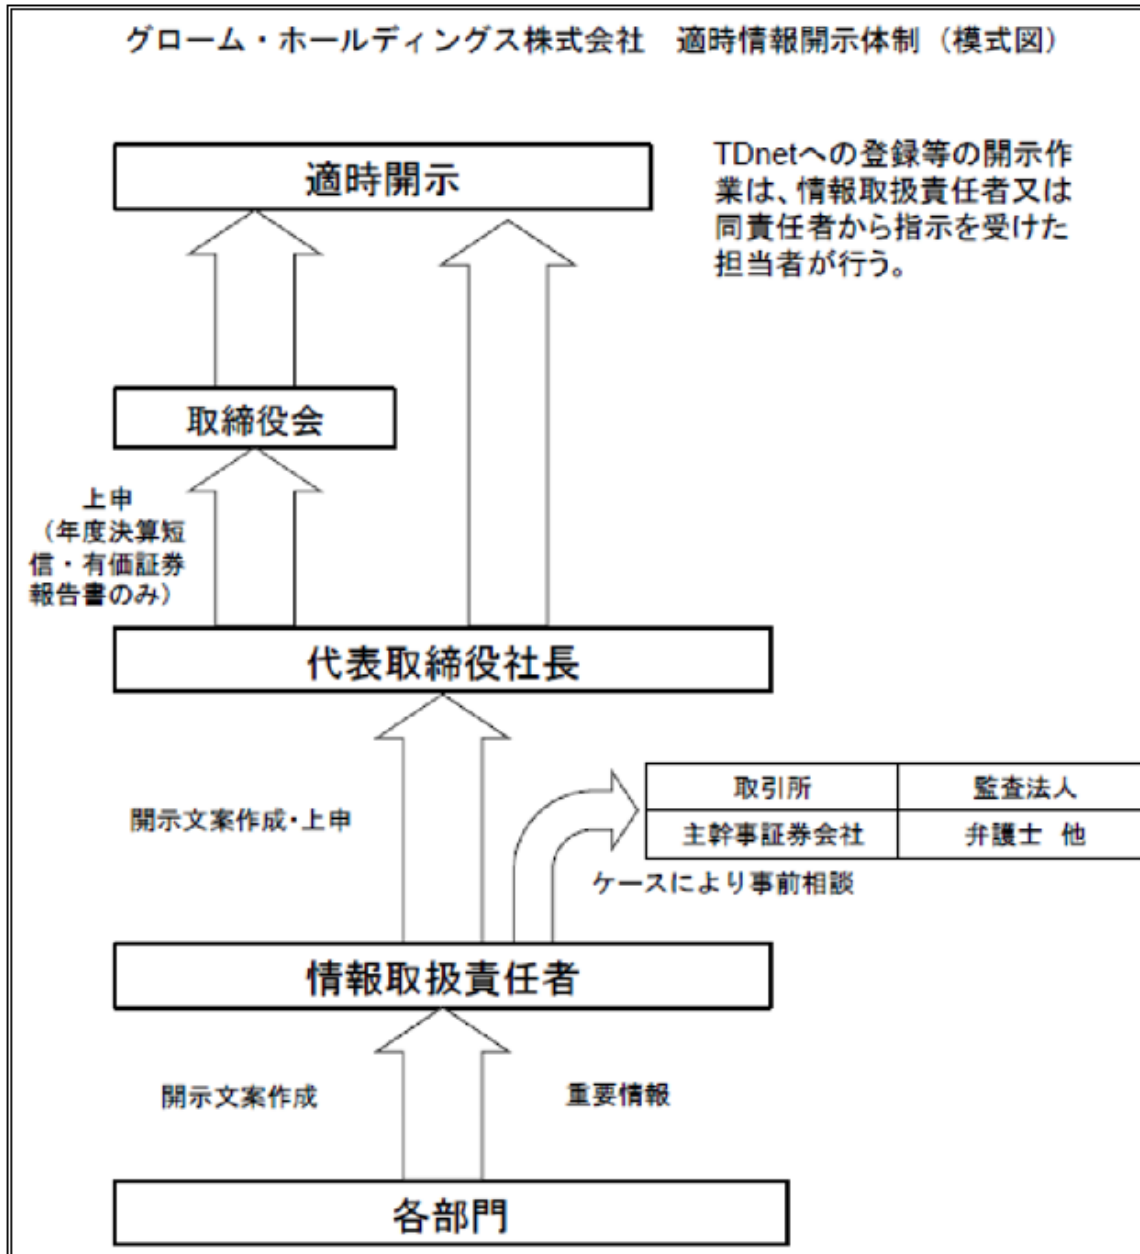 グローム・ホールディングス株式会社　適時情報開示体制（模式図）
適時開示
TDnetへの登録等の開示作
業は、情報取扱責任者又は
同責任者から指示を受けた
担当者が行う。
取締役会
上申
（年度決算短
信・有価証券
報告書のみ）
代表取締役社長
開示文案作成・上申
取引所　監査法人
主幹事証券会社　弁護士　他
ケースにより事前相談
情報取扱責任者
開示文案作成　重要情報
各部門